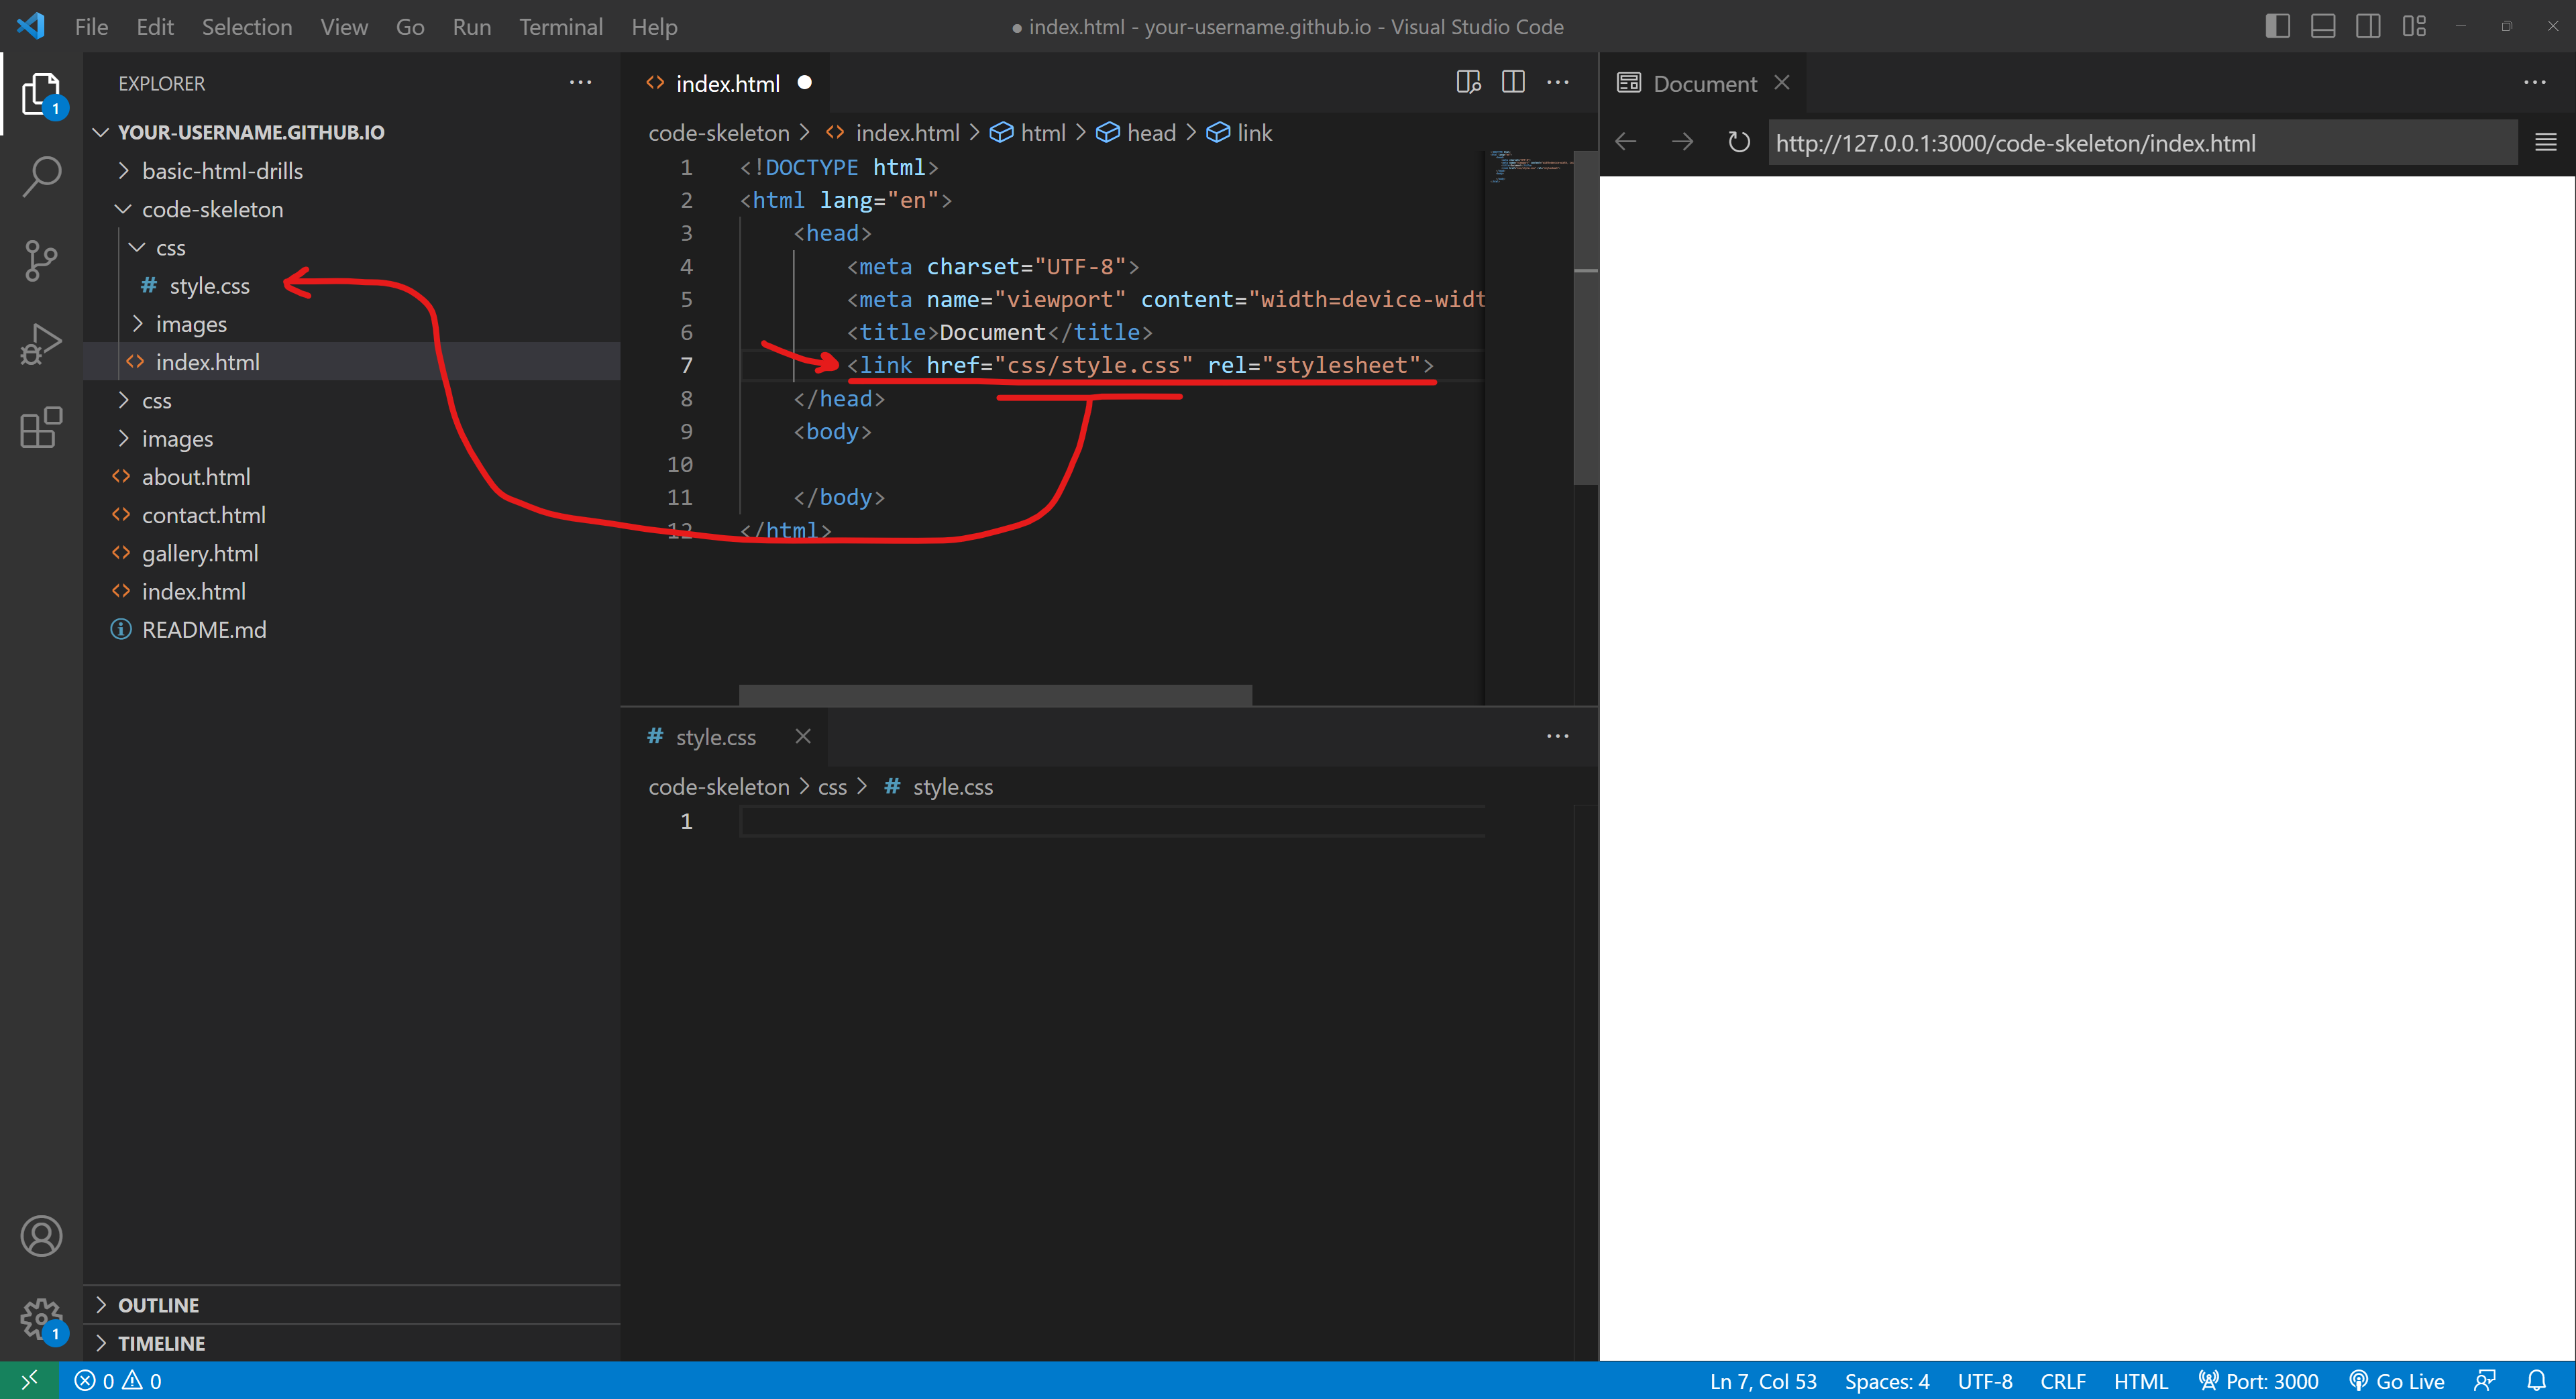 File Edit Selection View Go Run Terminal Help
● index.html - your-username.github.io - Visual Studio Code
EXPLORER
1
YOUR-USERNAME.GITHUB.IO
basic-html-drills
code-skeleton
css
# style.css
images
index.html
css
images
about.html
contact.html
gallery.html
index.html
README.md
OUTLINE
TIMELINE
1
index.html
code-skeleton > index.html > html > head > link
1 <!DOCTYPE html>
2 <html lang="en">
3 <head>
4 <meta charset="UTF-8">
5 <meta name="viewport" content="width=device-widt
6 <title>Document</title>
7 <link href="css/style.css" rel="stylesheet">
8 </head>
9 <body>
10
11 </body>
12 </html>
# style.css
code-skeleton > css > # style.css
1
Document
http://127.0.0.1:3000/code-skeleton/index.html
0 0
Ln 7, Col 53 Spaces: 4 UTF-8 CRLF HTML Port: 3000 Go Live